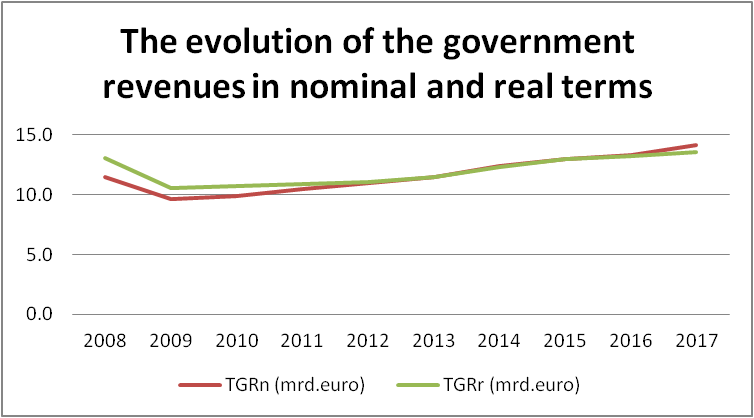 The evolution of the government
revenues in nominal and real terms
15.0
10.0
5.0
0.0
2008 2009 2010 2011 2012 2013 2014 2015 2016 2017
TGRn (mrd.euro) TGRr (mrd.euro)